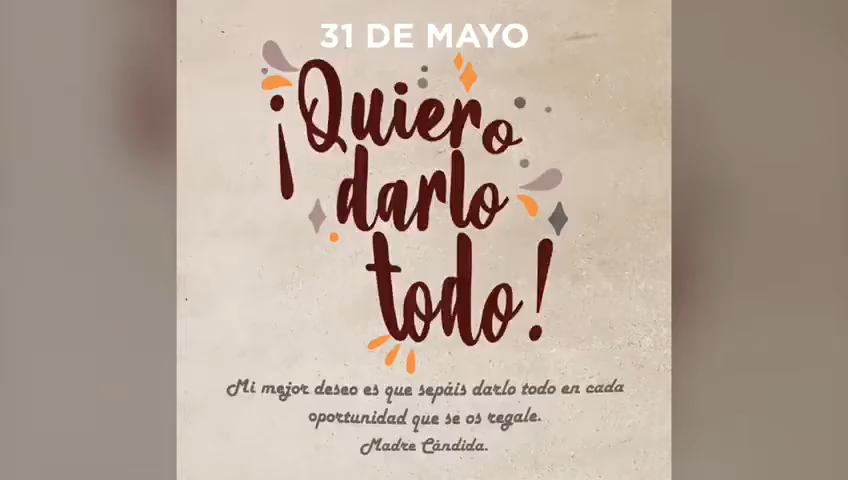 31 DE MAYO
¡Quiero
darlo
todo!
Mi mejor deseo es que sepáis darlo todo en cada
oportunidad que se os regale.
Madre Cándida.